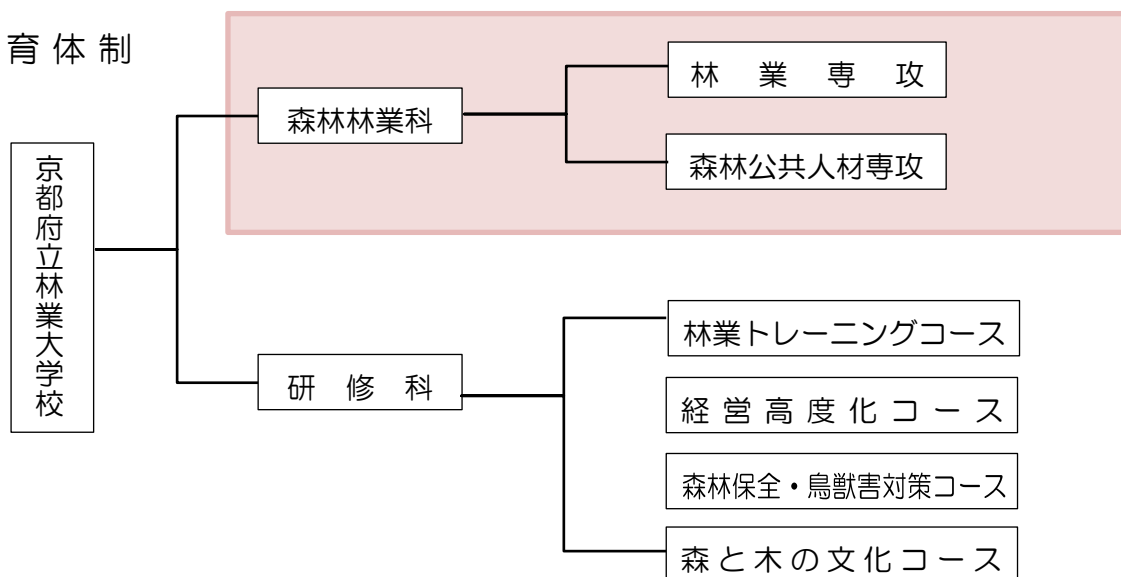 育体制
京都府立林業大学校
森林林業科
林業専攻
森林公共人材専攻
研修科
林業トレーニングコース
経営高度化コース
森林保全・鳥獣害対策コース
森と木の文化コース